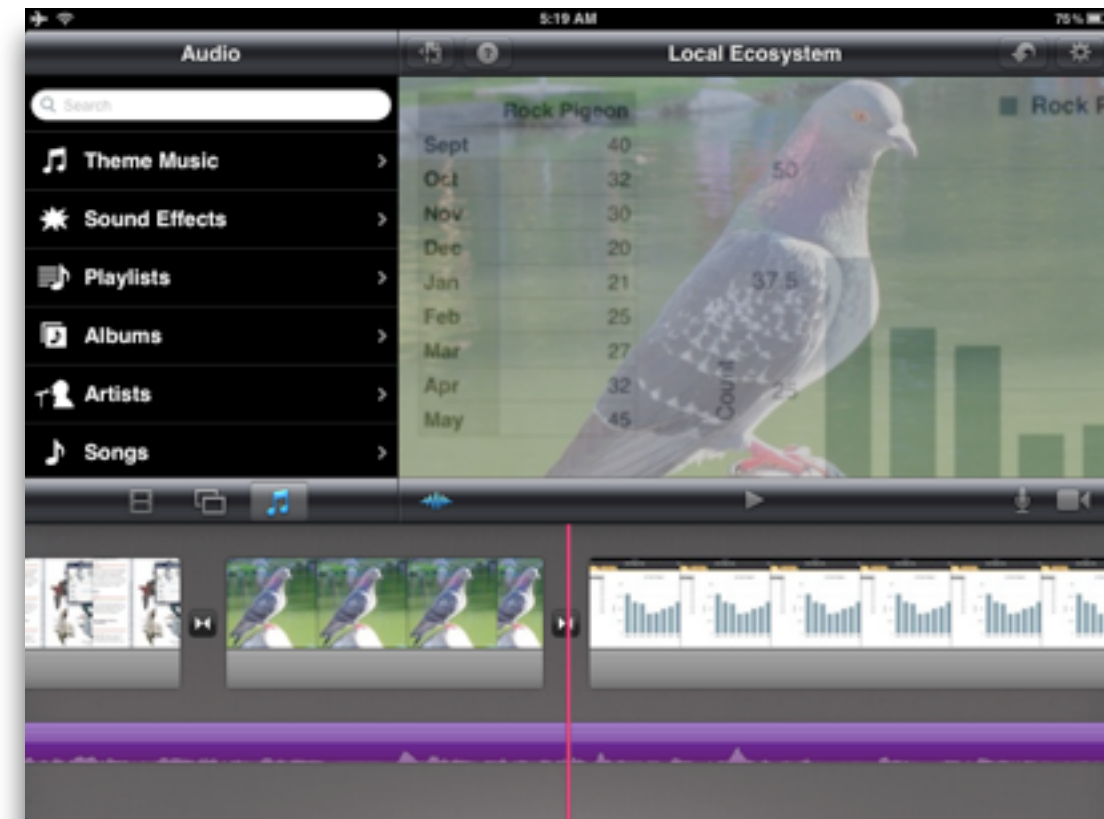 5:19 AM
76%
Audio
Local Ecosystem
Search
Theme Music
Sound Effects
Playlists
Albums
Artists
Songs
Rock Pigeon
Sept 40
Oct 32
Nov 30
Dec 20
Jan 21
Feb 25
Mar 27
Apr 32
May 45
Rock P
50
37.5
25
Count